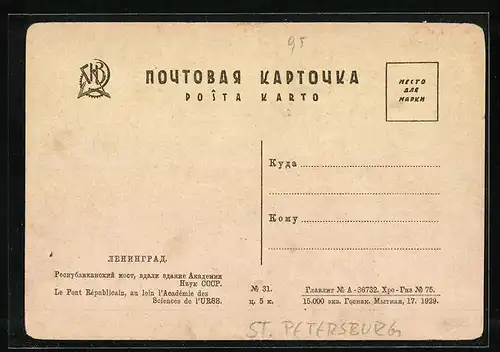 95
ПОЧТОВАЯ КАРТОЧКА
POŜTA KARTO
МЕСТО
ДЛЯ
МАРКИ
Куда
Кому
ЛЕНИНГРАД.
Республиканский мост, вдали здание Академии
Наук СССР.
Le Pont Républicain, au loin l'Académie des
Sciences de l'URSS.
№ 31.
ц. 5 к.
Главлит № А-36732. Хро-Гиз № 75.
15.000 экз. Гознак. Мытная, 17. 1929.
ST. PETERSBURG